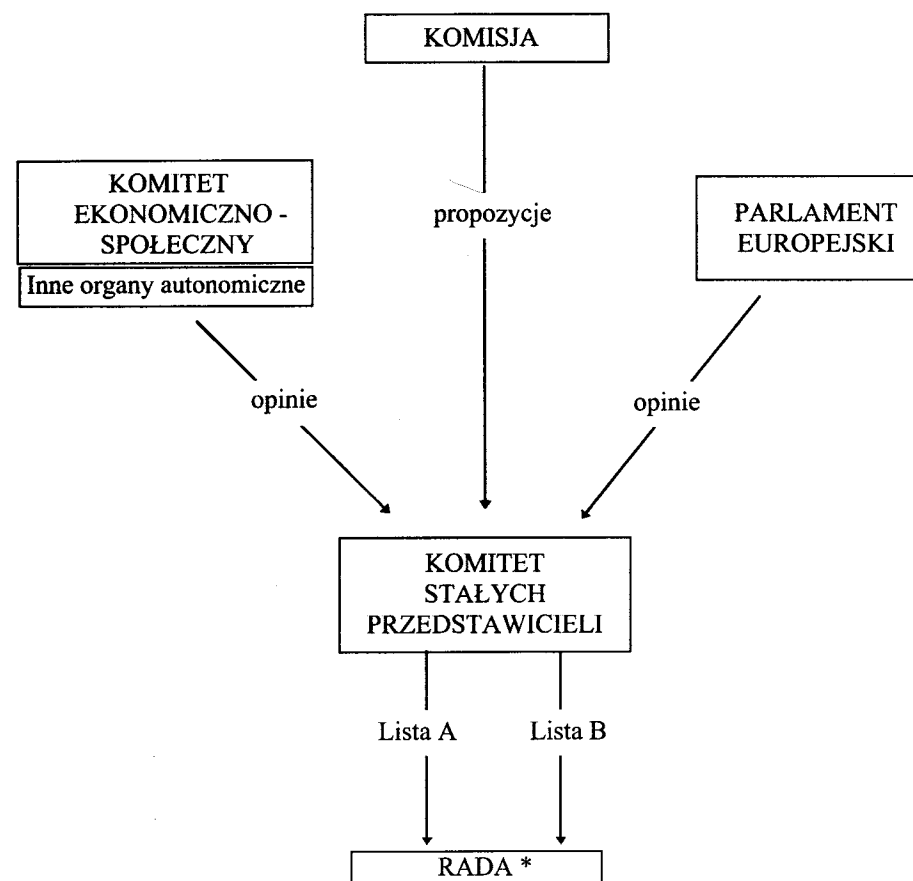 KOMISJA
KOMITET
EKONOMICZNO -
SPOŁECZNY
Inne organy autonomiczne
propozycje
PARLAMENT
EUROPEJSKI
opinie
opinie
KOMITET
STAŁYCH
PRZEDSTAWICIELI
Lista A
Lista B
RADA *